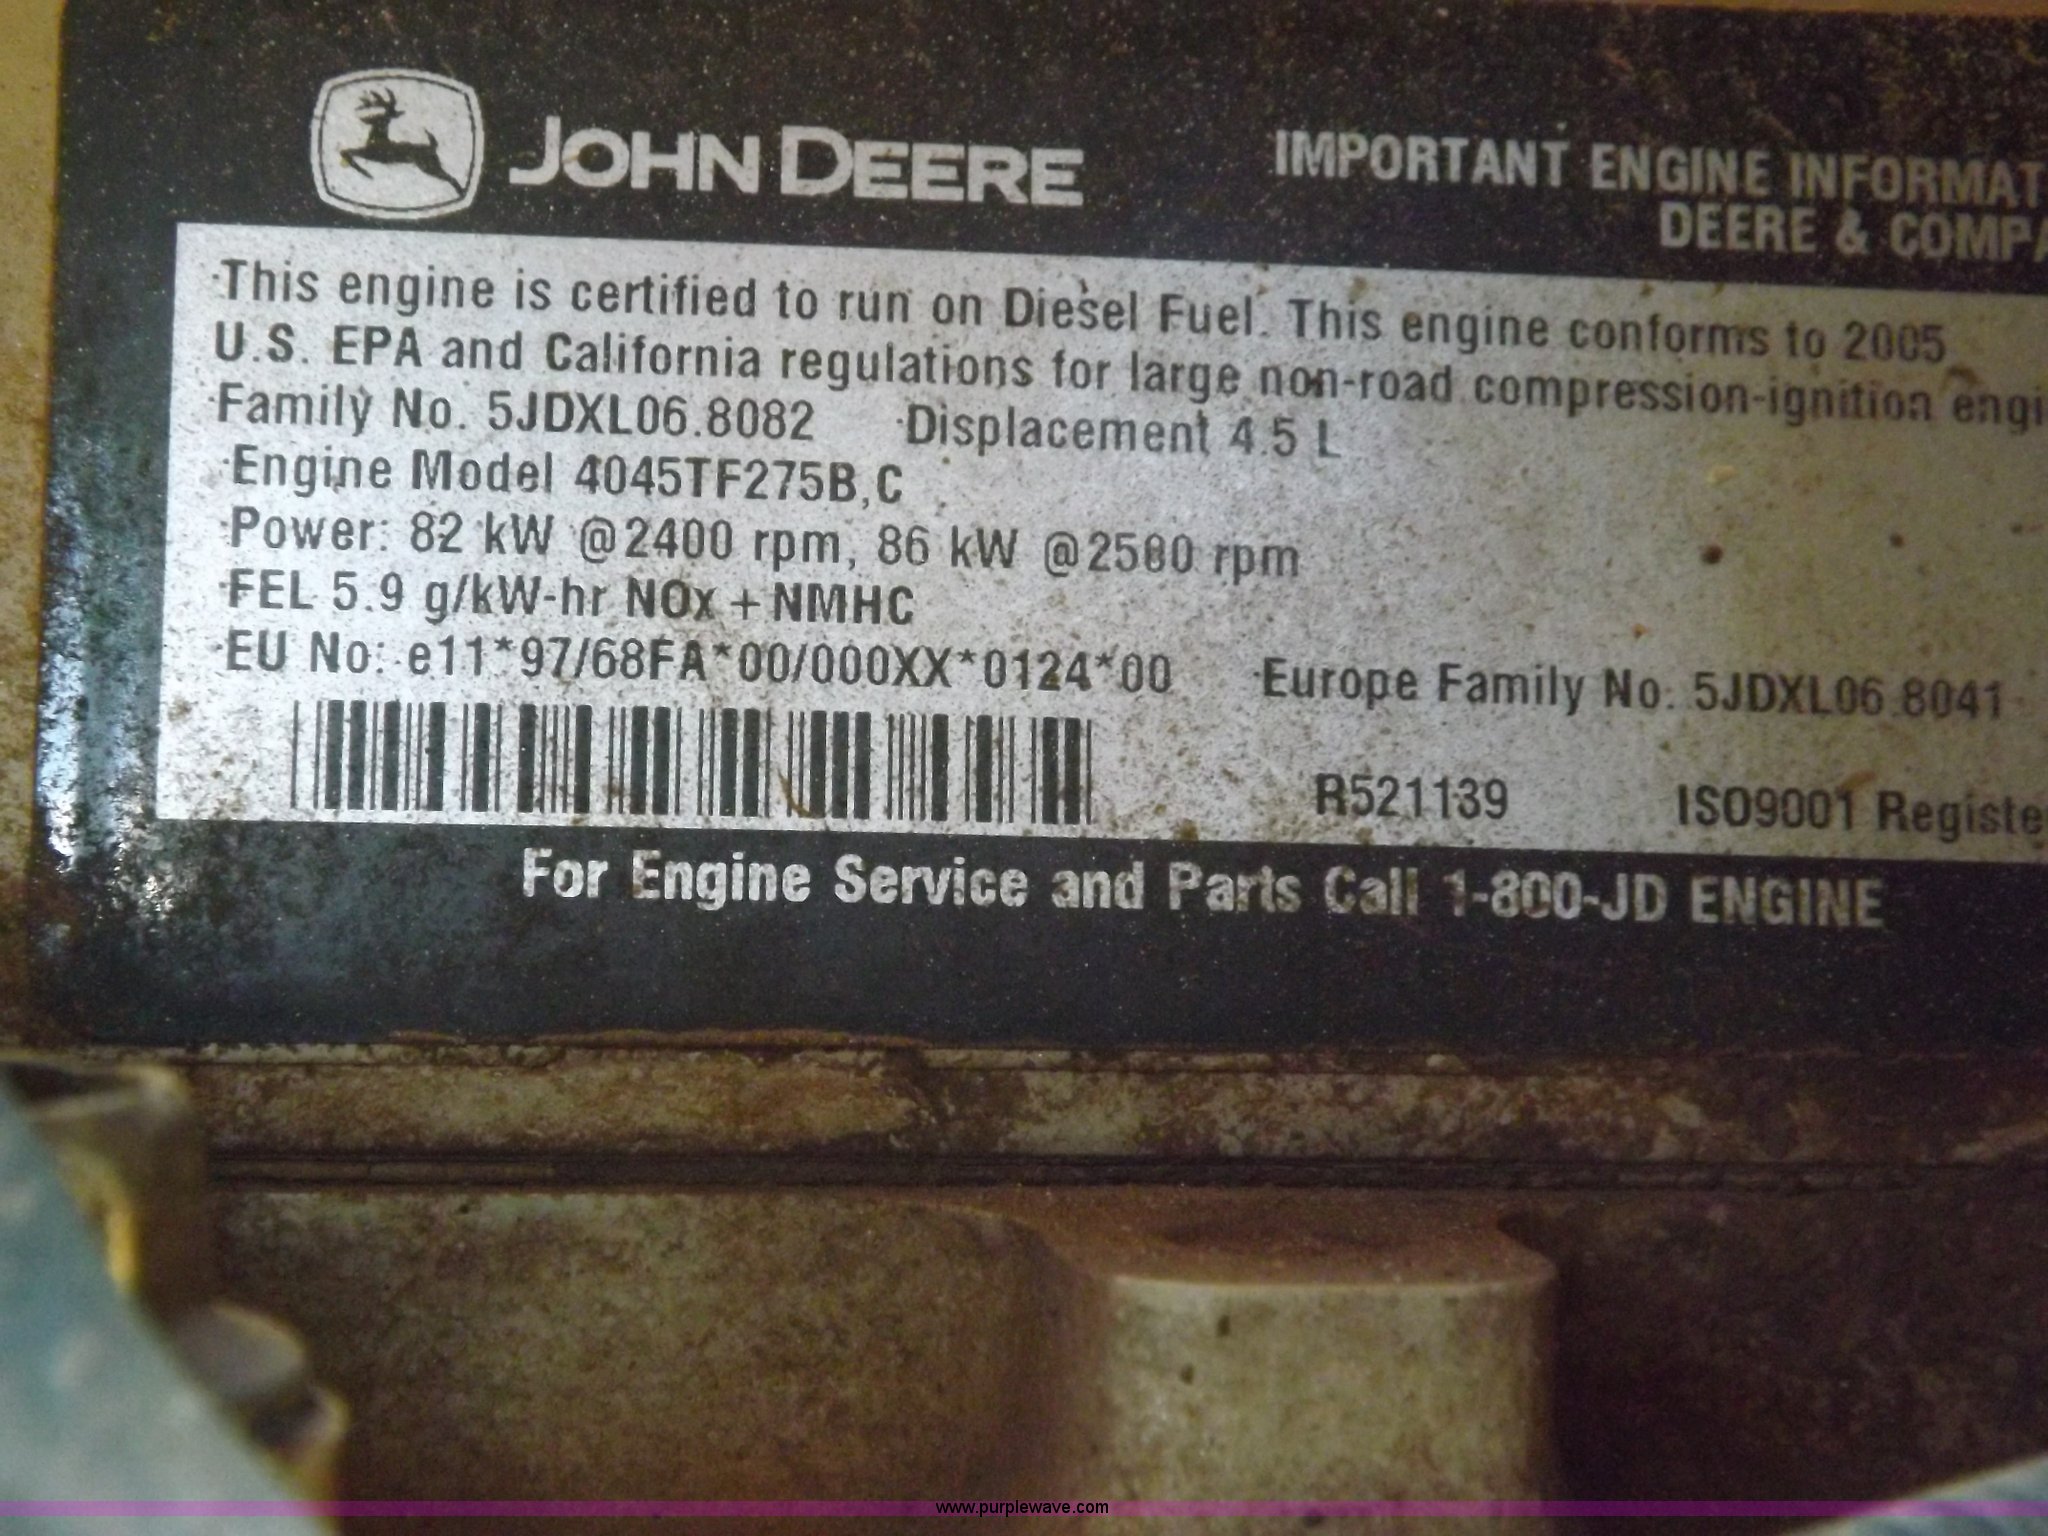 JOHN DEERE
IMPORTANT ENGINE INFORMAT
DEERE & COMPA
·This engine is certified to run on Diesel Fuel. This engine conforms to 2005
U.S. EPA and California regulations for large non-road compression-ignition engi
·Family No. 5JDXL06.8082 ·Displacement 4.5 L
·Engine Model 4045TF275B,C
·Power: 82 kW @2400 rpm, 86 kW @2500 rpm
·FEL 5.9 g/kW-hr NOx + NMHC
·EU No: e11*97/68FA*00/000XX*0124*00 ·Europe Family No: 5JDXL06.8041
R521139 ISO9001 Registe
For Engine Service and Parts Call 1-800-JD ENGINE
www.purplewave.com